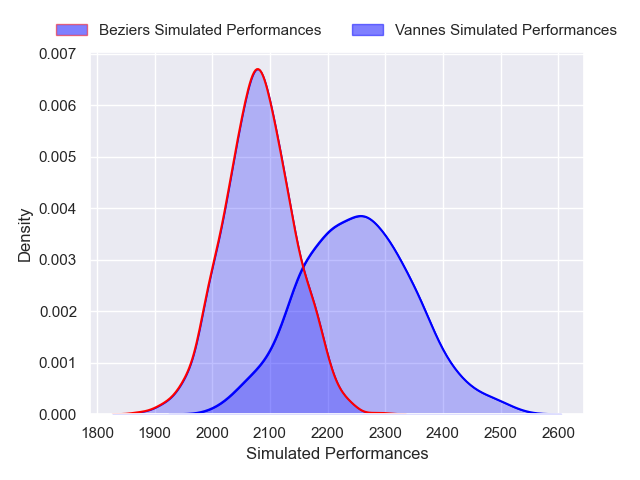 Beziers Simulated Performances Vannes Simulated Performances
0.007
0.006
0.005
0.004
0.003
0.002
0.001
0.000
Density
1800 1900 2000 2100 2200 2300 2400 2500 2600
Simulated Performances